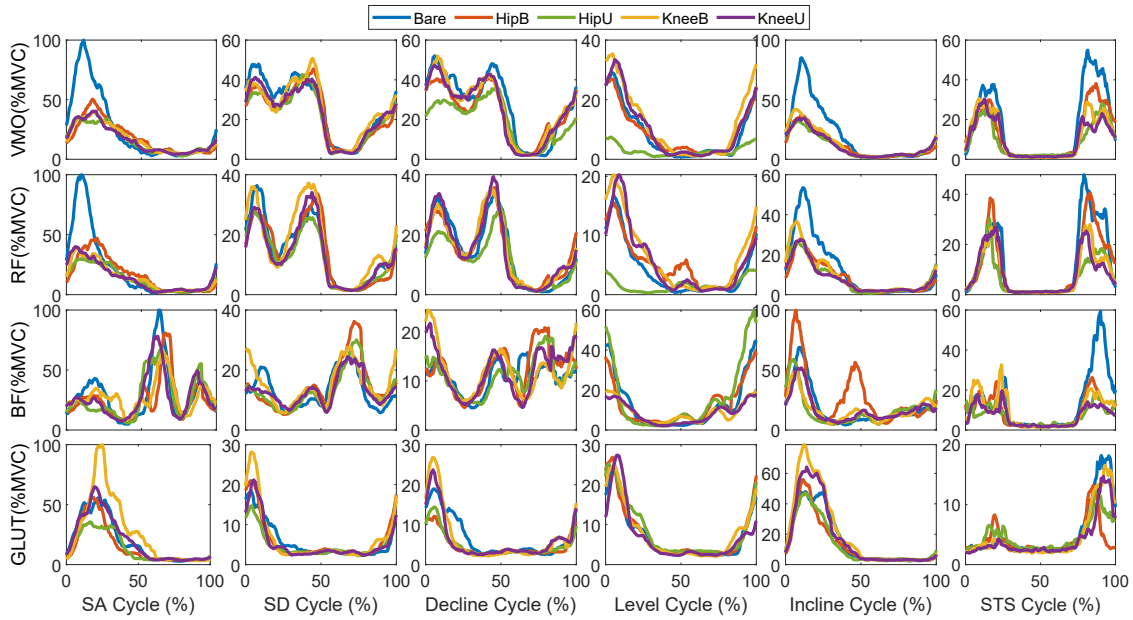 Bare HipB HipU KneeB KneeU
VMO(%MVC)
100 50 0
60 40 20 0
60 40 20 0
40 20 0
100 50 0
60 40 20 0
RF(%MVC)
100 50 0
40 20 0
40 20 0
20 10 0
60 40 20 0
40 20 0
BF(%MVC)
100 50 0
40 20 0
20 10 0
60 40 20 0
100 50 0
60 40 20 0
GLUT(%MVC)
100 50 0
30 20 10 0
30 20 10 0
30 20 10 0
60 40 20 0
20 10 0
0 50 100
0 50 100
0 50 100
0 50 100
0 50 100
0 50 100
SA Cycle (%)
SD Cycle (%)
Decline Cycle (%)
Level Cycle (%)
Incline Cycle (%)
STS Cycle (%)